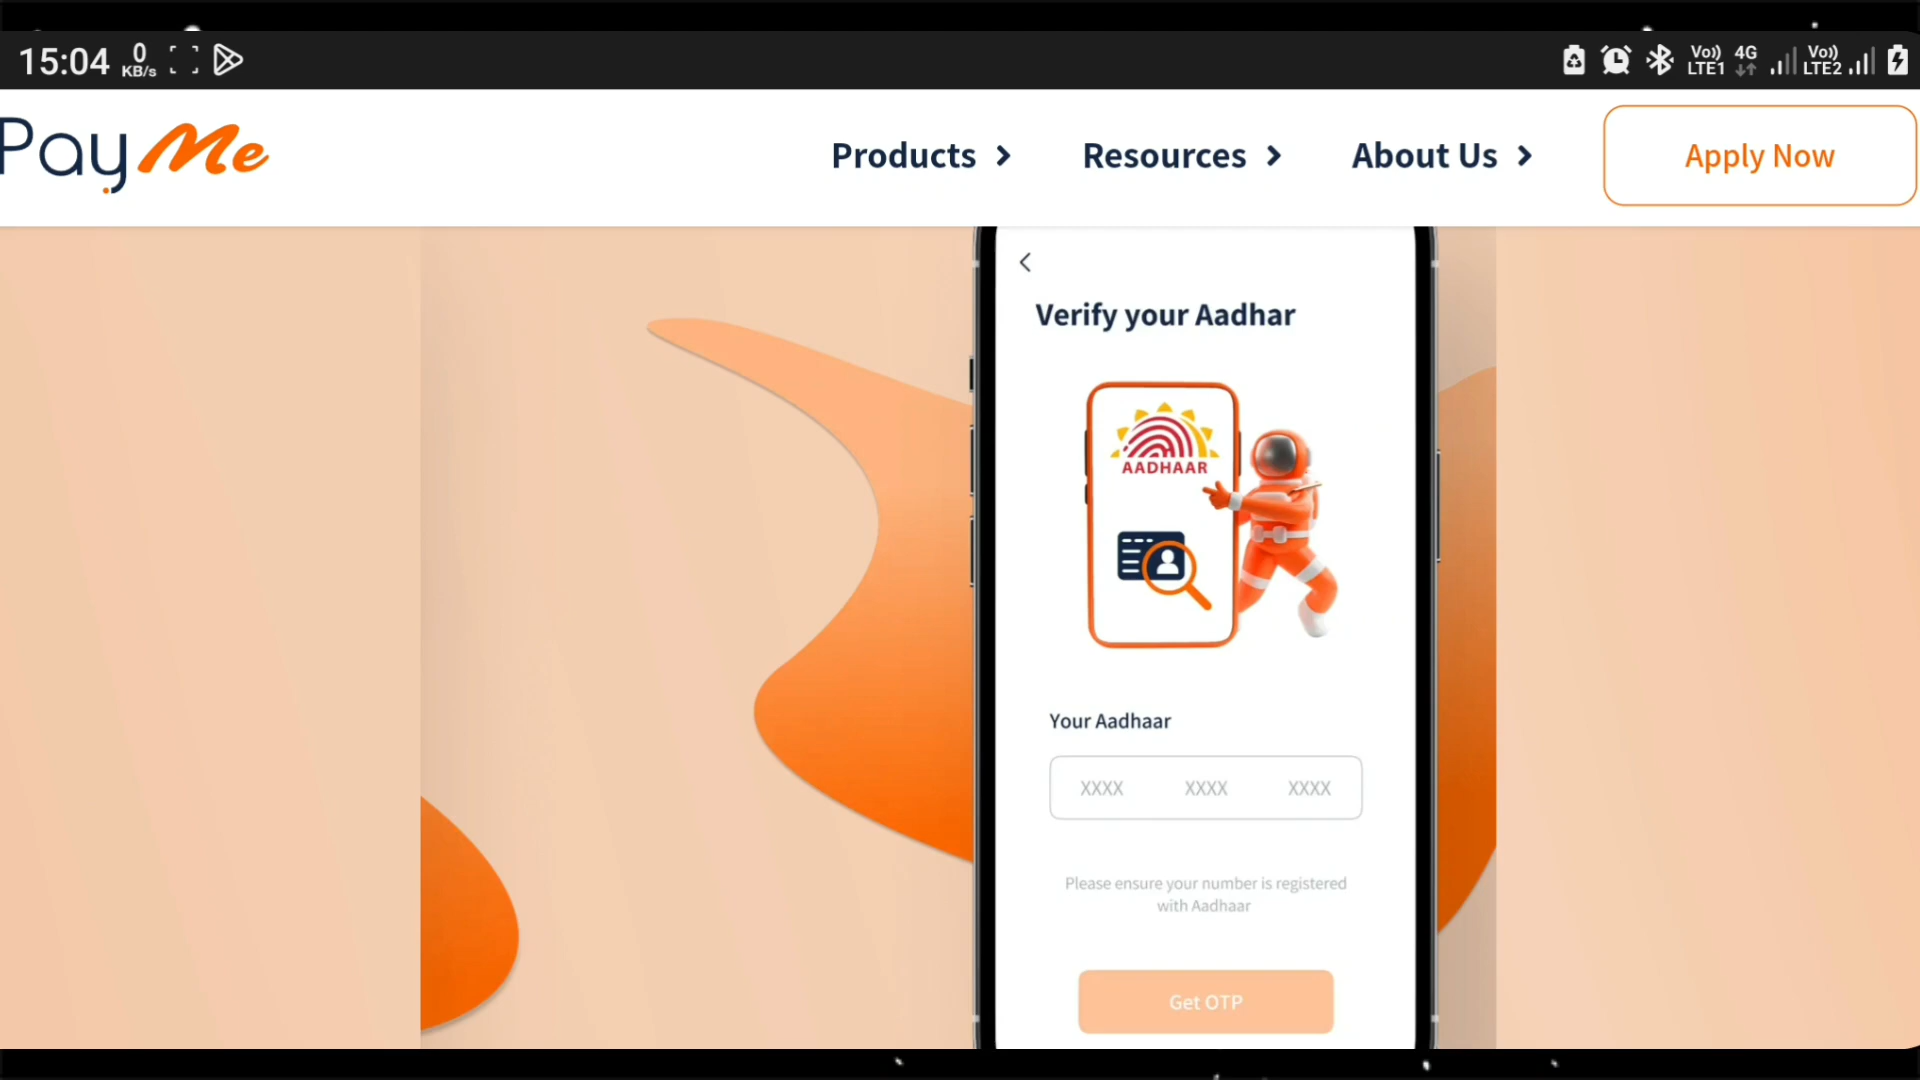 15:04 0 KB/s Vo)) LTE1 4G Vo)) LTE2
PayMe Products Resources About Us Apply Now
Verify your Aadhar
AADHAAR
Your Aadhaar
XXXX XXXX XXXX
Please ensure your number is registered
with Aadhaar
Get OTP